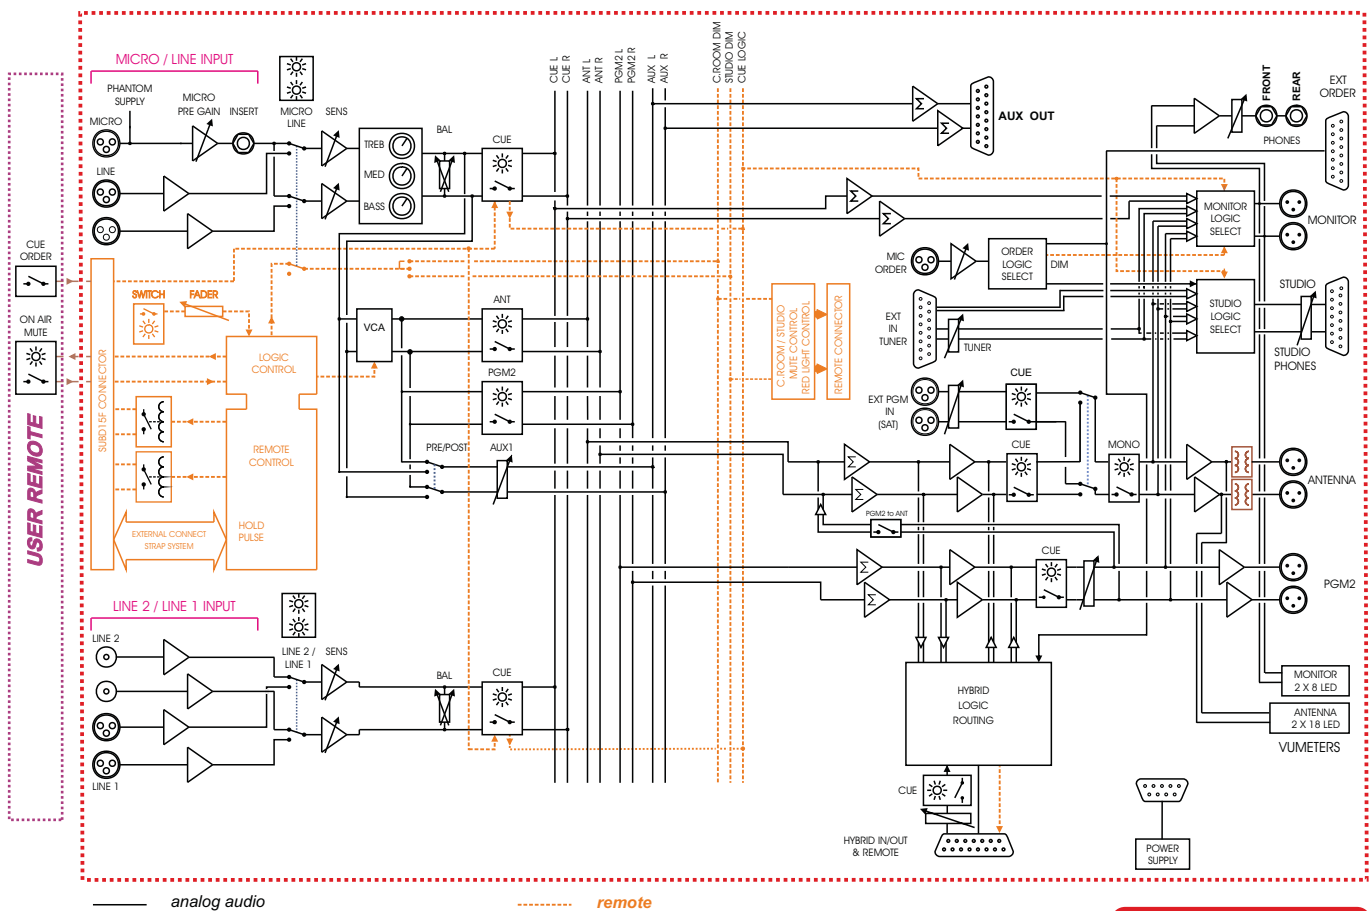 USER REMOTE
CUE
ORDER
ON AIR
MUTE
MICRO / LINE INPUT
PHANTOM
SUPPLY
MICRO
MICRO
PRE GAIN
INSERT
MICRO
LINE
SENS
LINE
TREB
MED
BASS
BAL
CUE
SUBD15F CONNECTOR
SWITCH
FADER
LOGIC
CONTROL
REMOTE
CONTROL
HOLD
PULSE
EXTERNAL CONNECT
STRAP SYSTEM
VCA
ANT
PGM2
PRE/POST
AUX1
LINE 2 / LINE 1 INPUT
LINE 2
LINE 2 /
LINE 1
SENS
BAL
CUE
LINE 1
CUE L
CUE R
ANT L
ANT R
PGM2 L
PGM2 R
AUX L
AUX R
C.ROOM DIM
STUDIO DIM
CUE LOGIC
AUX OUT
FRONT
REAR
PHONES
EXT
ORDER
MONITOR
LOGIC
SELECT
MONITOR
MIC
ORDER
ORDER
LOGIC
SELECT
DIM
C.ROOM / STUDIO
MUTE CONTROL
RED LIGHT CONTROL
REMOTE CONNECTOR
EXT
IN
TUNER
TUNER
STUDIO
LOGIC
SELECT
STUDIO
STUDIO
PHONES
EXT PGM
IN
(SAT)
CUE
CUE
MONO
ANTENNA
PGM2 to ANT
CUE
PGM2
HYBRID
LOGIC
ROUTING
CUE
HYBRID IN/OUT
& REMOTE
MONITOR
2 X 8 LED
ANTENNA
2 X 18 LED
VUMETERS
POWER
SUPPLY
analog audio
remote